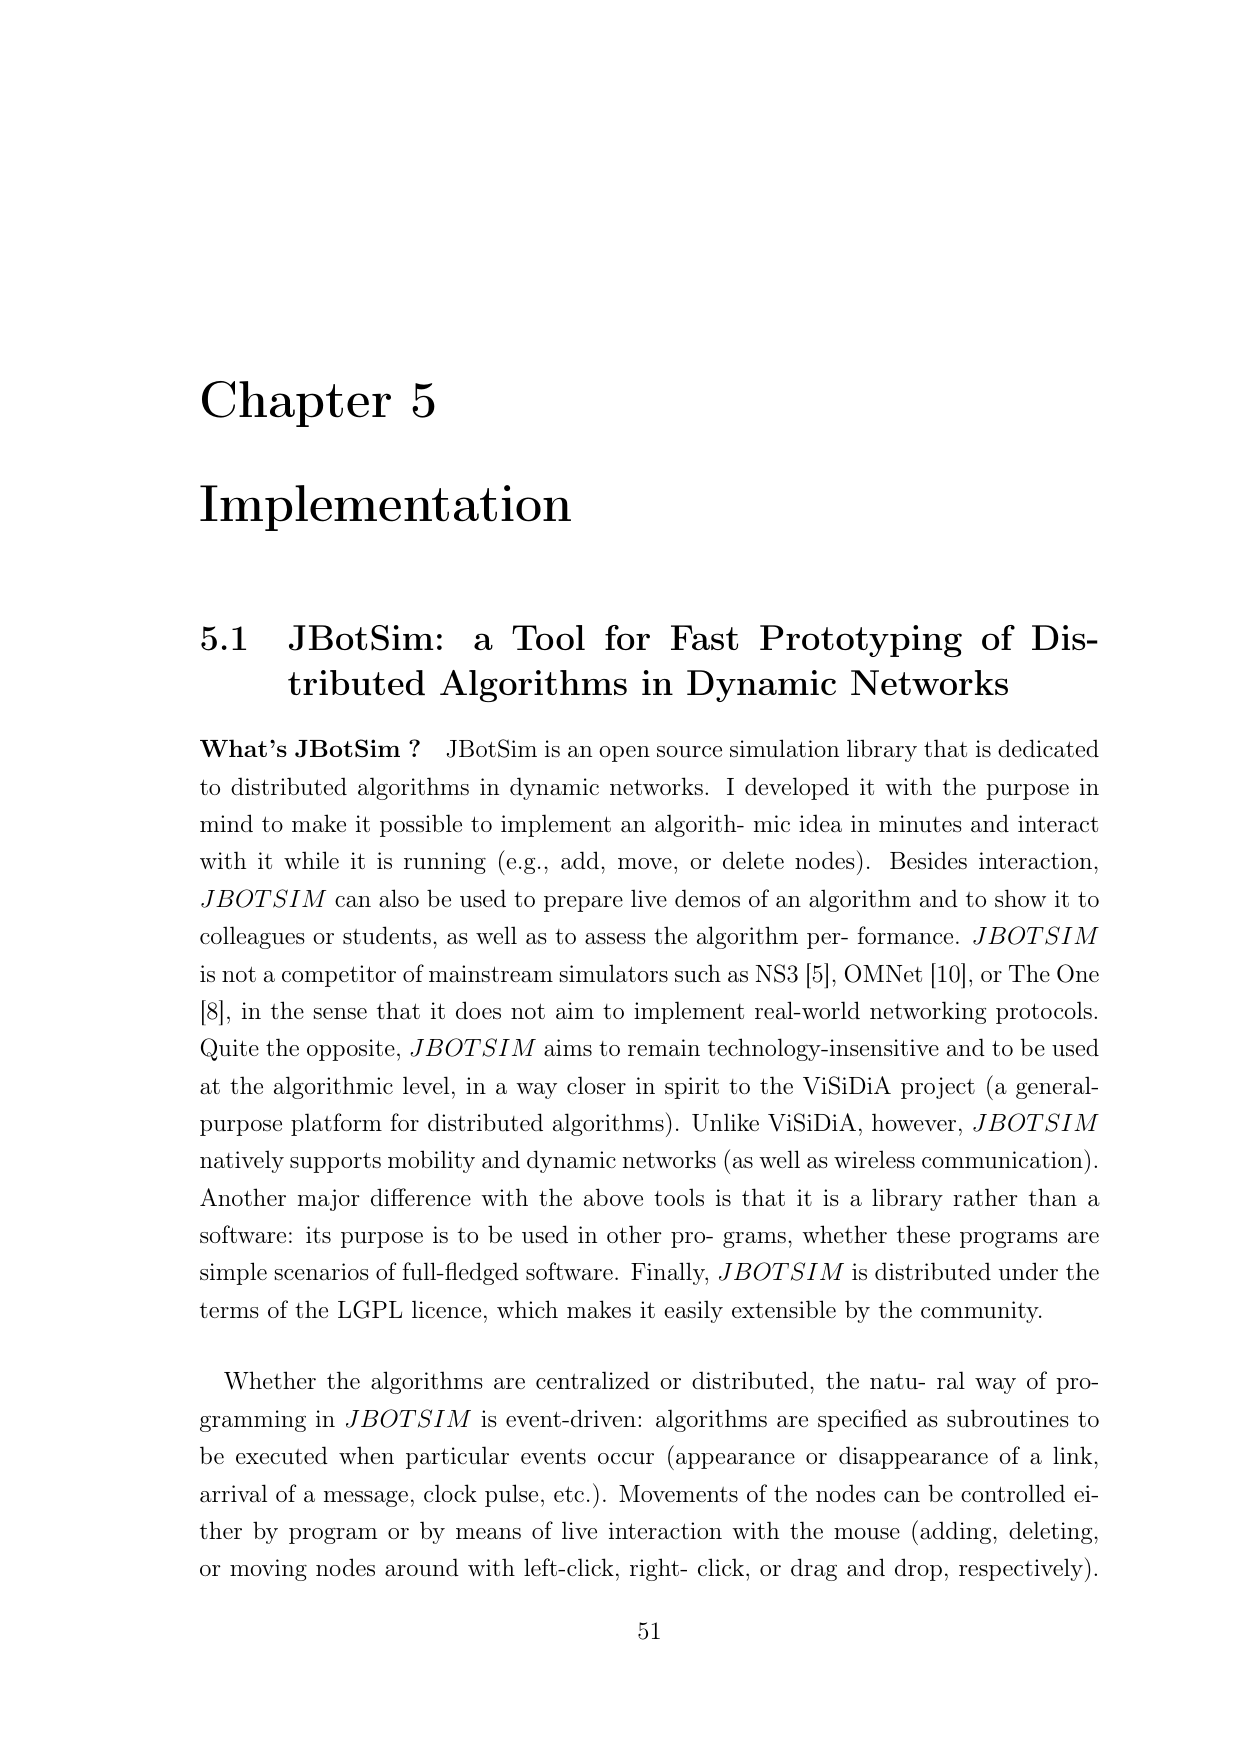 Chapter 5
Implementation
5.1 JBotSim: a Tool for Fast Prototyping of Dis-
tributed Algorithms in Dynamic Networks
What's JBotSim ? JBotSim is an open source simulation library that is dedicated
to distributed algorithms in dynamic networks. I developed it with the purpose in
mind to make it possible to implement an algorith- mic idea in minutes and interact
with it while it is running (e.g., add, move, or delete nodes). Besides interaction,
JBOTSIM can also be used to prepare live demos of an algorithm and to show it to
colleagues or students, as well as to assess the algorithm per- formance. JBOTSIM
is not a competitor of mainstream simulators such as NS3 [5], OMNet [10], or The One
[8], in the sense that it does not aim to implement real-world networking protocols.
Quite the opposite, JBOTSIM aims to remain technology-insensitive and to be used
at the algorithmic level, in a way closer in spirit to the ViSiDiA project (a general-
purpose platform for distributed algorithms). Unlike ViSiDiA, however, JBOTSIM
natively supports mobility and dynamic networks (as well as wireless communication).
Another major difference with the above tools is that it is a library rather than a
software: its purpose is to be used in other pro- grams, whether these programs are
simple scenarios of full-fledged software. Finally, JBOTSIM is distributed under the
terms of the LGPL licence, which makes it easily extensible by the community.
Whether the algorithms are centralized or distributed, the natu- ral way of pro-
gramming in JBOTSIM is event-driven: algorithms are specified as subroutines to
be executed when particular events occur (appearance or disappearance of a link,
arrival of a message, clock pulse, etc.). Movements of the nodes can be controlled ei-
ther by program or by means of live interaction with the mouse (adding, deleting,
or moving nodes around with left-click, right- click, or drag and drop, respectively).
51